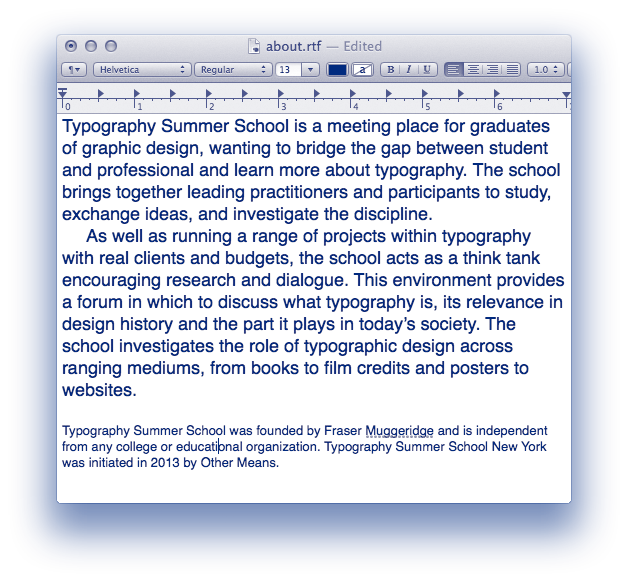 about.rtf — Edited
¶ Helvetica Regular 13 a B I U 1.0
0 1 2 3 4 5 6
Typography Summer School is a meeting place for graduates
of graphic design, wanting to bridge the gap between student
and professional and learn more about typography. The school
brings together leading practitioners and participants to study,
exchange ideas, and investigate the discipline.
As well as running a range of projects within typography
with real clients and budgets, the school acts as a think tank
encouraging research and dialogue. This environment provides
a forum in which to discuss what typography is, its relevance in
design history and the part it plays in today’s society. The
school investigates the role of typographic design across
ranging mediums, from books to film credits and posters to
websites.
Typography Summer School was founded by Fraser Muggeridge and is independent
from any college or educational organization. Typography Summer School New York
was initiated in 2013 by Other Means.